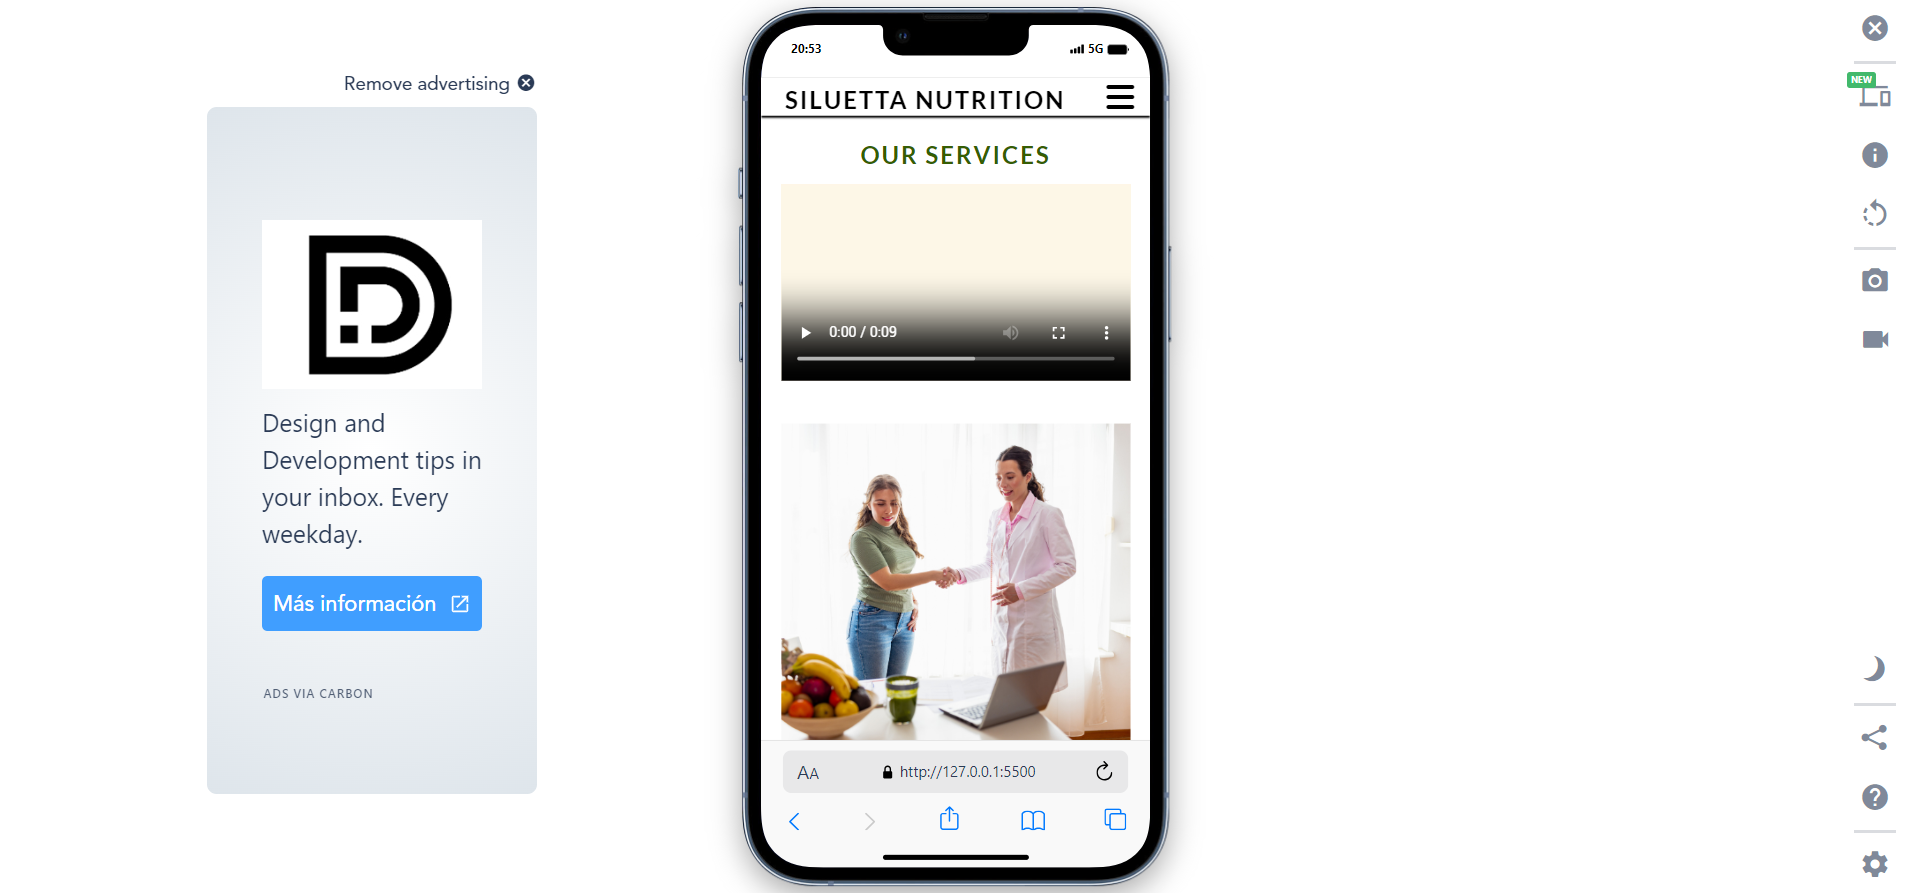 Remove advertising
Design and
Development tips in
your inbox. Every
weekday.
Más información
ADS VIA CARBON
20:53
5G
SILUETTA NUTRITION
OUR SERVICES
0:00 / 0:09
AA
http://127.0.0.1:5500
NEW